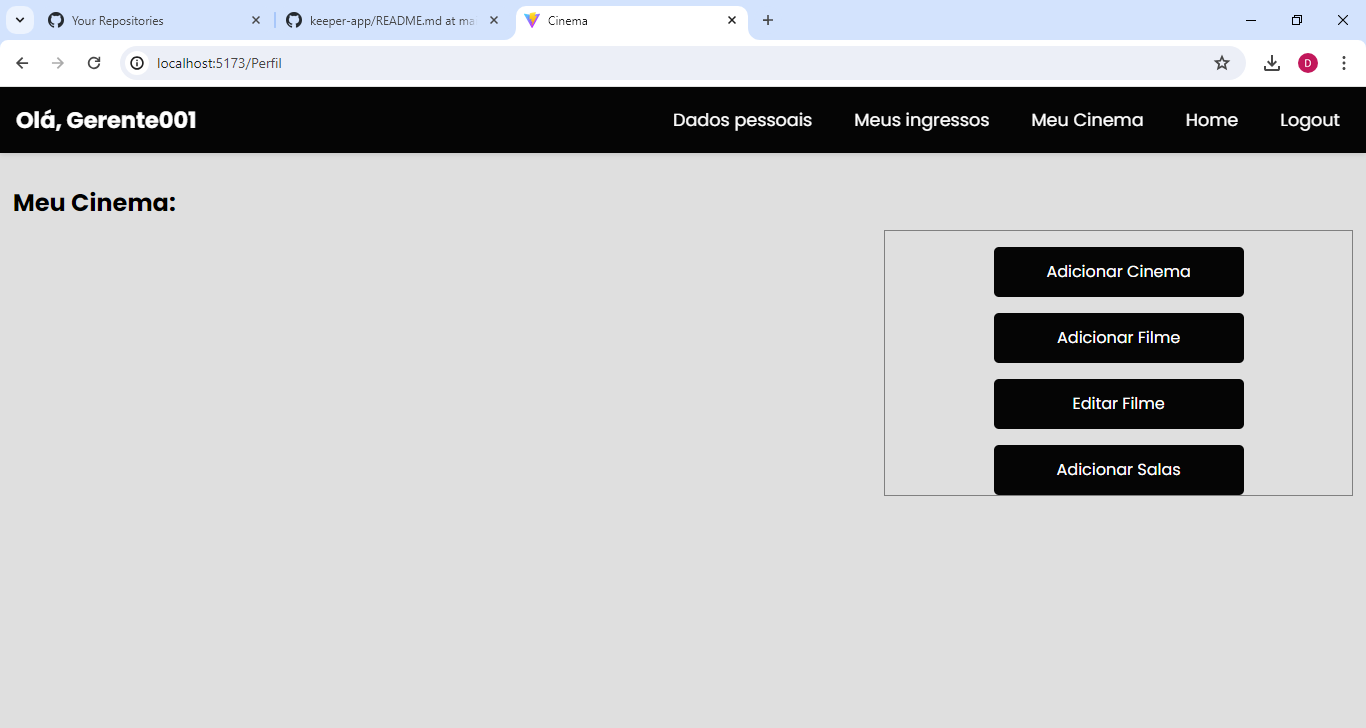 Your Repositories
keeper-app/README.md at ma
Cinema
localhost:5173/Perfil
D
Olá, Gerente001
Dados pessoais
Meus ingressos
Meu Cinema
Home
Logout
Meu Cinema:
Adicionar Cinema
Adicionar Filme
Editar Filme
Adicionar Salas